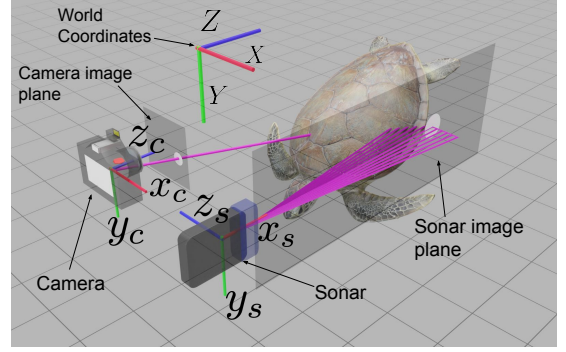 World
Coordinates
Z
X
Y
Camera image
plane
z_c
x_c
y_c
z_s
x_s
y_s
Camera
Sonar
Sonar image
plane